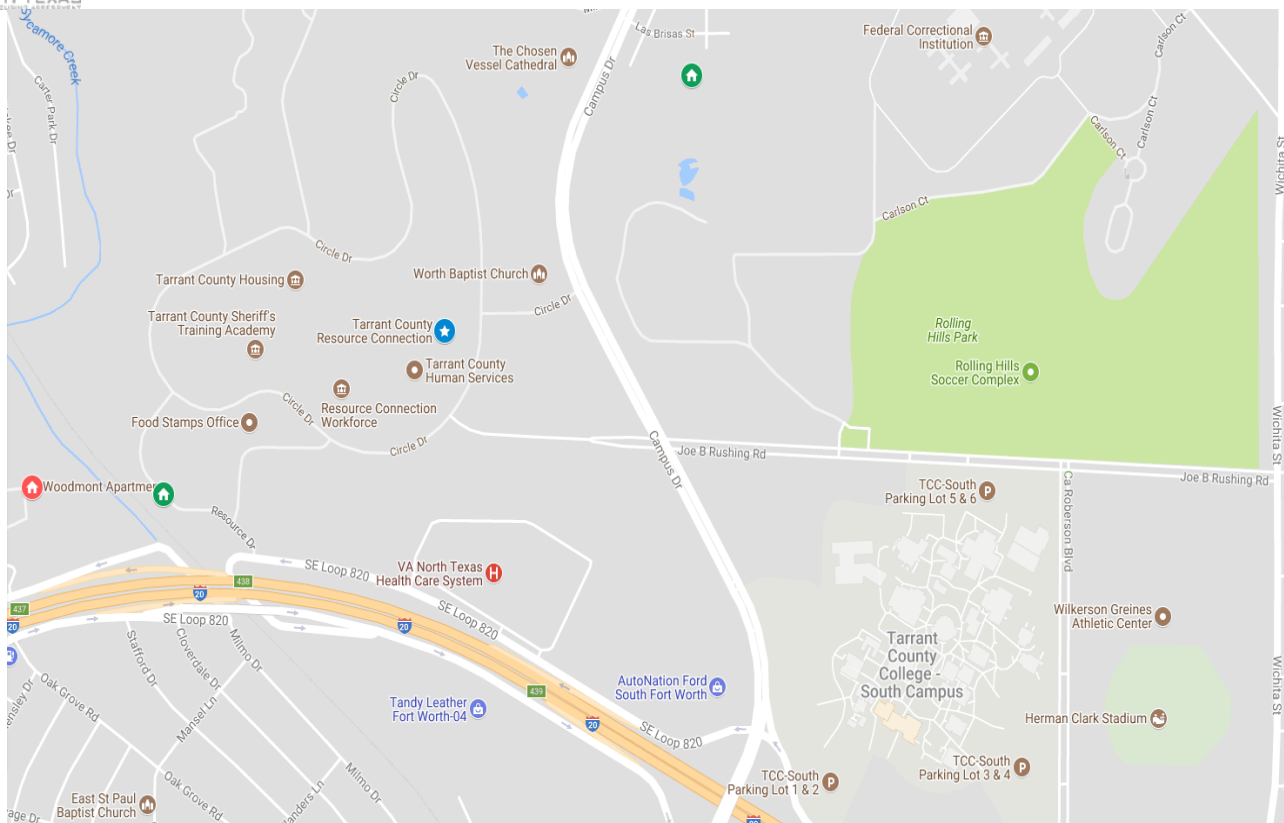 Sycamore Creek
Carter Park Dr
Las Brisas St
The Chosen
Vessel Cathedral
Campus Dr
Circle Dr
Federal Correctional
Institution
Carlson Ct
Carlson Ct
Carlson Ct
Carlson Ct
Wichita St
Circle Dr
Tarrant County Housing
Worth Baptist Church
Circle Dr
Tarrant County Sheriff's
Training Academy
Tarrant County
Resource Connection
Tarrant County
Human Services
Rolling
Hills Park
Rolling Hills
Soccer Complex
Resource Connection
Workforce
Circle Dr
Food Stamps Office
Circle Dr
Campus Dr
Joe B Rushing Rd
Wichita St
Joe B Rushing Rd
Woodmont Apartme
TCC-South
Parking Lot 5 & 6
P
Ca Roberson Blvd
Resource Dr
SE Loop 820
VA North Texas
Health Care System
H
438
20
437
20
SE Loop 820
SE Loop 820
20
Wilkerson Greines
Athletic Center
Stafford Dr
Cloverdale Dr
Milmo Dr
Tarrant
County
College -
South Campus
Oak Grove Rd
Mansel Ln
Tandy Leather
Fort Worth-04
439
20
AutoNation Ford
South Fort Worth
SE Loop 820
Wichita St
Herman Clark Stadium
Oak Grove Rd
Milmo Dr
TCC-South
Parking Lot 1 & 2
P
TCC-South
Parking Lot 3 & 4
P
East St Paul
Baptist Church